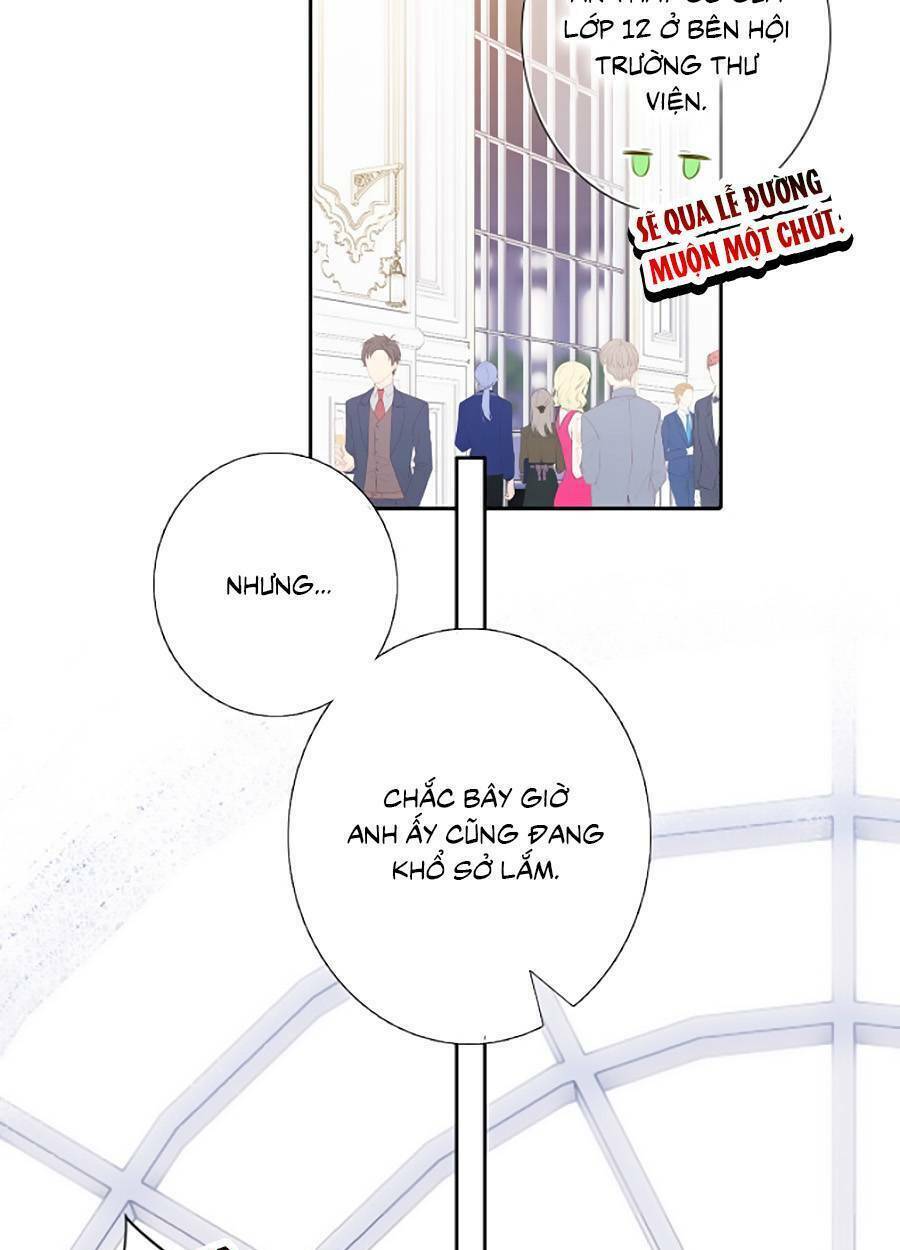 LỚP 12 Ở BÊN HỘI
TRƯỜNG THƯ
VIỆN.
SẼ QUA LỄ ĐƯỜNG
MUỘN MỘT CHÚT.
NHƯNG...
CHẮC BÂY GIỜ
ANH ẤY CŨNG ĐANG
KHỔ SỞ LẮM.